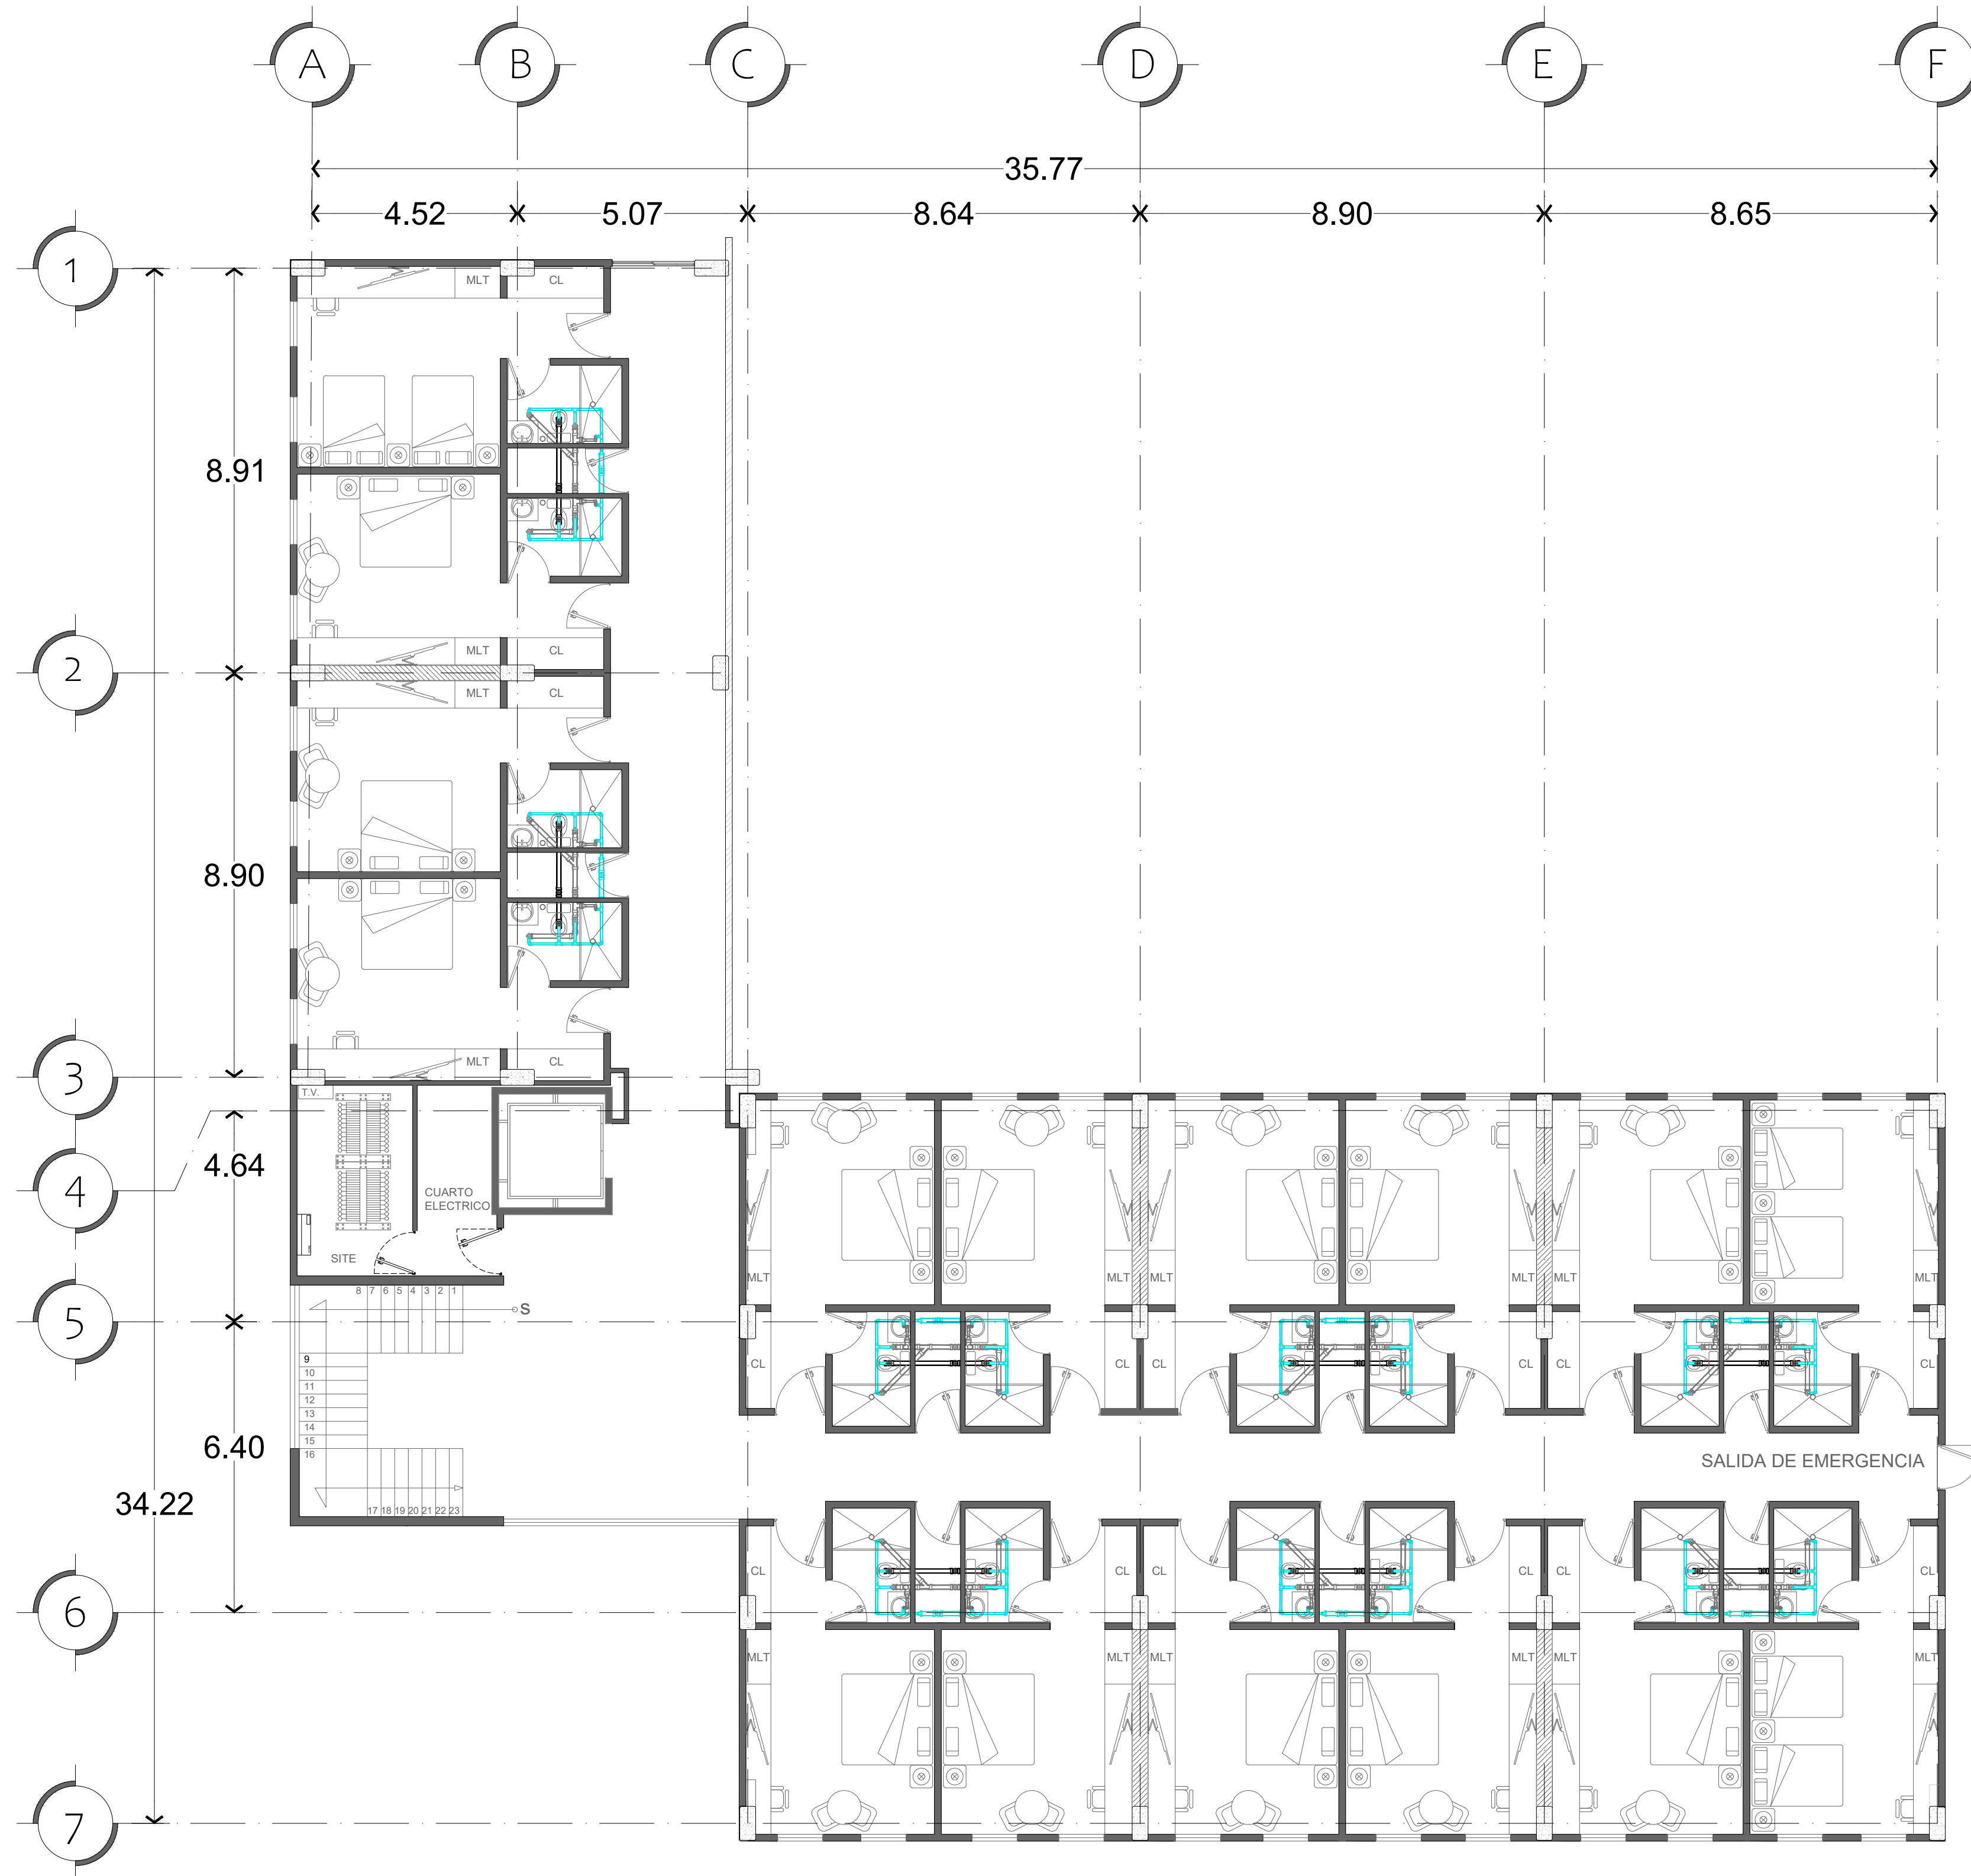 A B C D E F
35.77
4.52 5.07 8.64 8.90 8.65
1
MLT CL
8.91
MLT CL
2
MLT CL
8.90
MLT CL
3
T.V.
4.64
4
CUARTO
ELECTRICO
SITE
MLT MLT MLT MLT MLT MLT
8 7 6 5 4 3 2 1
S
5
9
10
11
12
13
14
15
16
CL CL CL CL CL CL
6.40
SALIDA DE EMERGENCIA
34.22
17 18 19 20 21 22 23
CL CL CL CL CL CL
6
MLT MLT MLT MLT MLT MLT
7